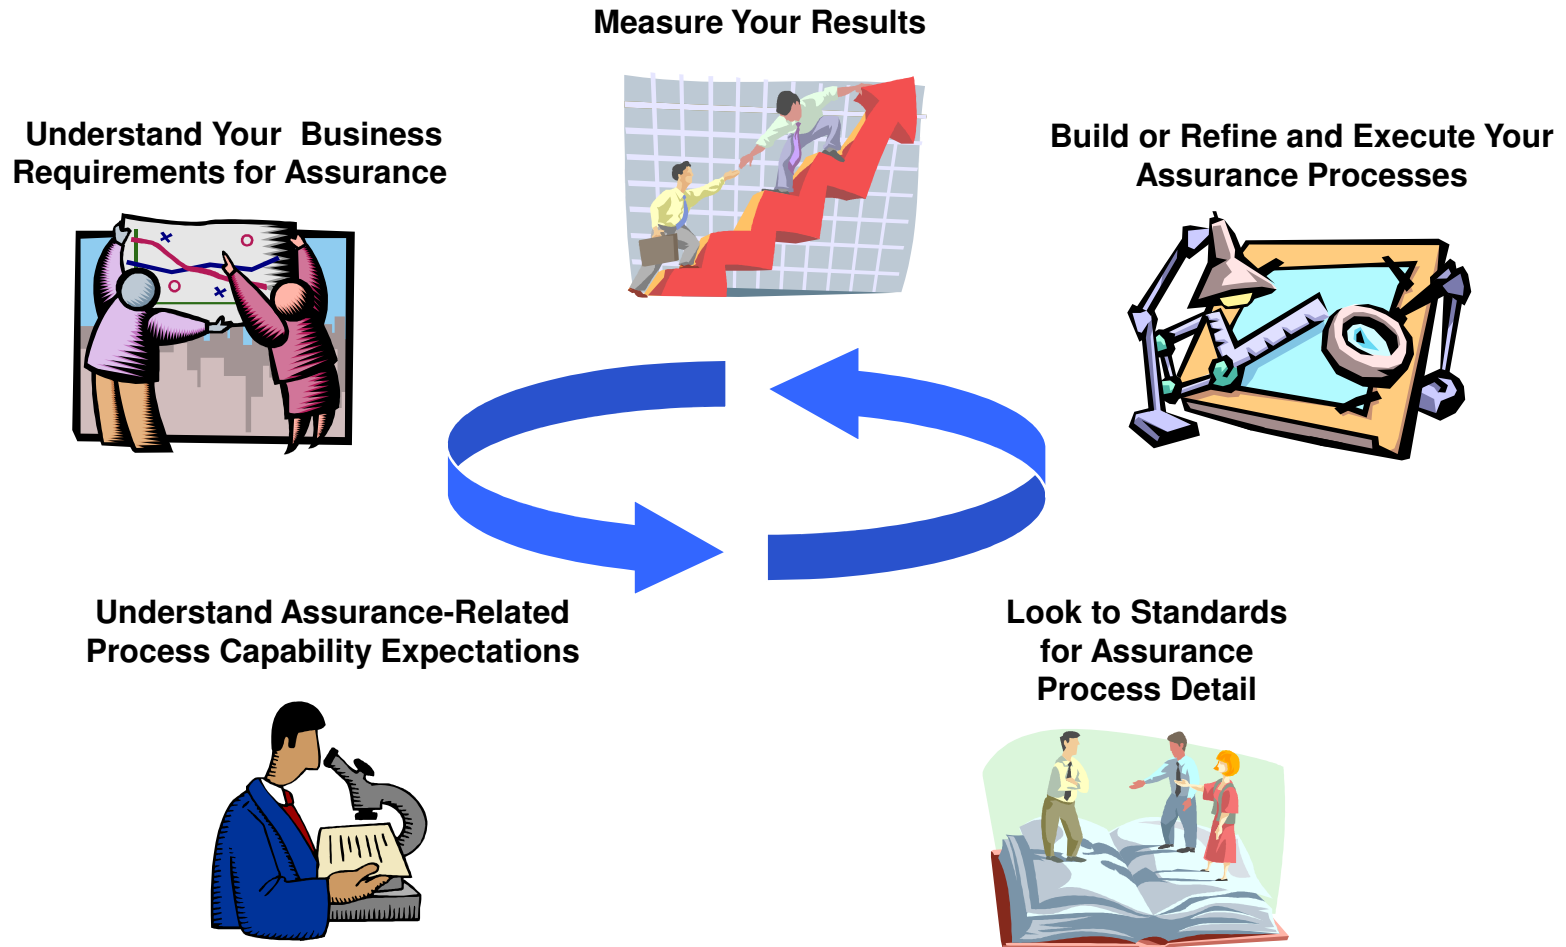 Measure Your Results
Understand Your  Business
Requirements for Assurance
Build or Refine and Execute Your
Assurance Processes
Understand Assurance-Related
Process Capability Expectations
Look to Standards
for Assurance
Process Detail